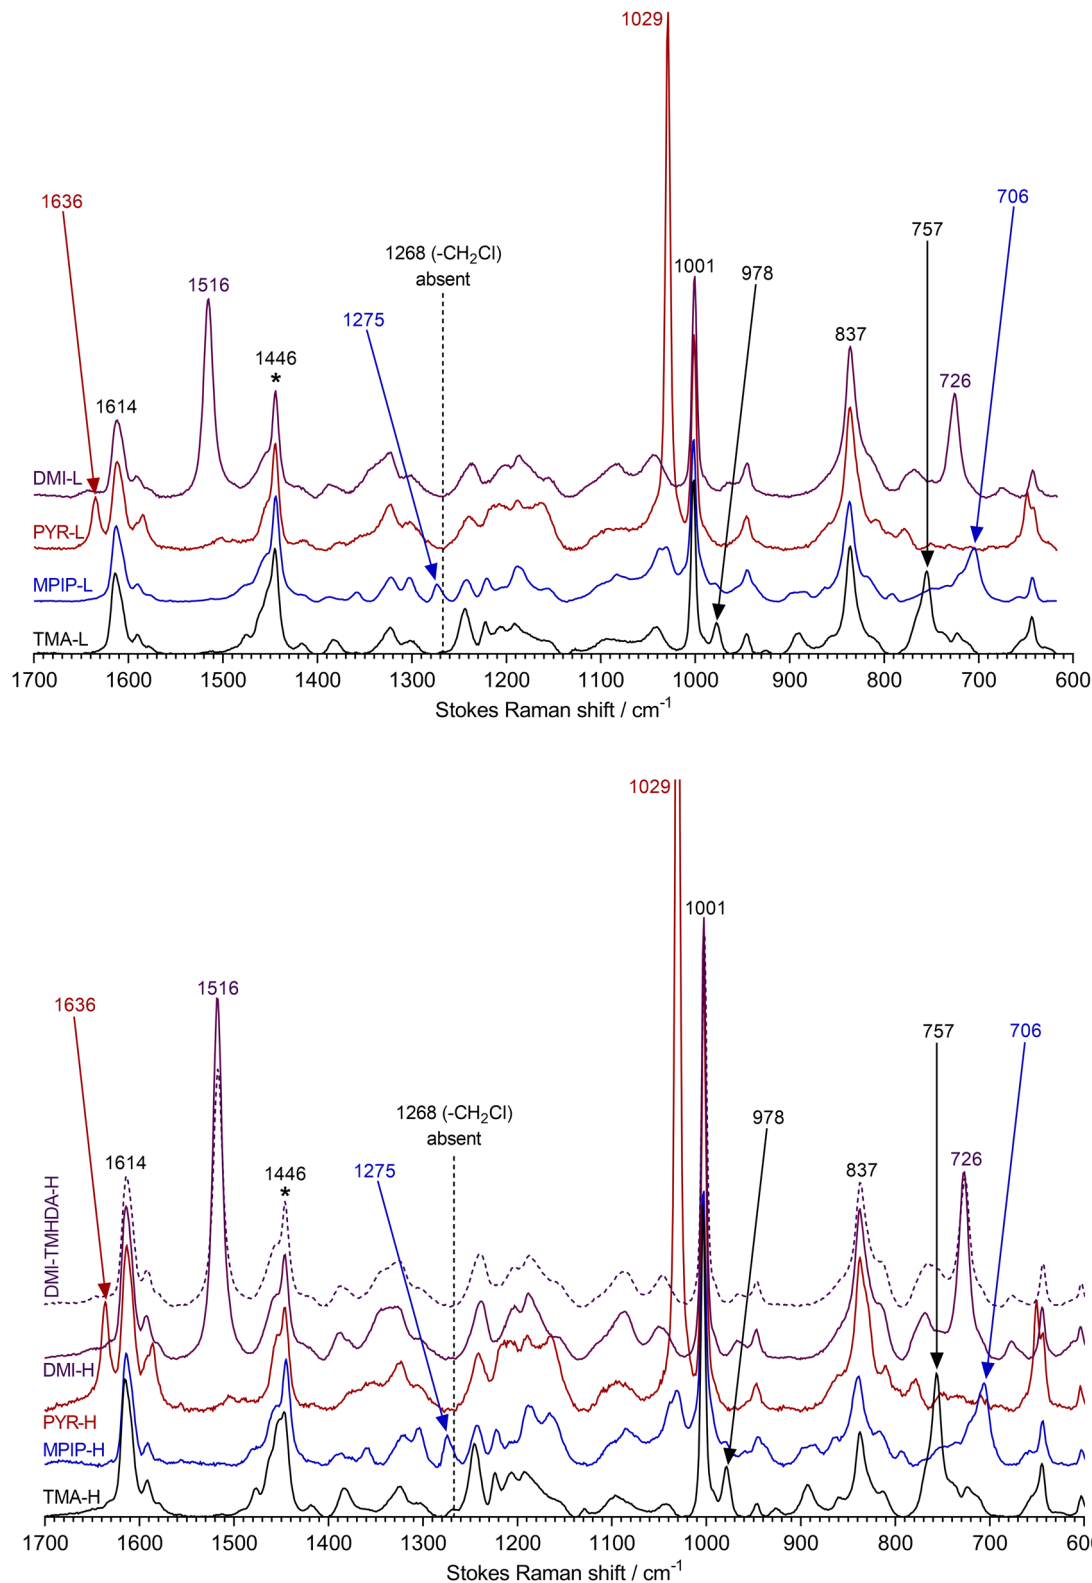 1029
1636
706
757
1268 (-CH₂Cl)
absent
1001
978
1516
1275
837
1446
*
726
1614
DMI-L
PYR-L
MPIP-L
TMA-L
1700 1600 1500 1400 1300 1200 1100 1000 900 800 700 600
Stokes Raman shift / cm⁻¹
1029
1001
1516
1636
757
706
1268 (-CH₂Cl)
absent
978
1614
1446
*
1275
837
726
DMI-TMHDA-H
DMI-H
PYR-H
MPIP-H
TMA-H
1700 1600 1500 1400 1300 1200 1100 1000 900 800 700 60
Stokes Raman shift / cm⁻¹